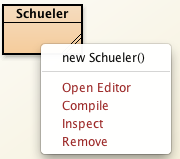 Schueler
new Schueler()
Open Editor
Compile
Inspect
Remove